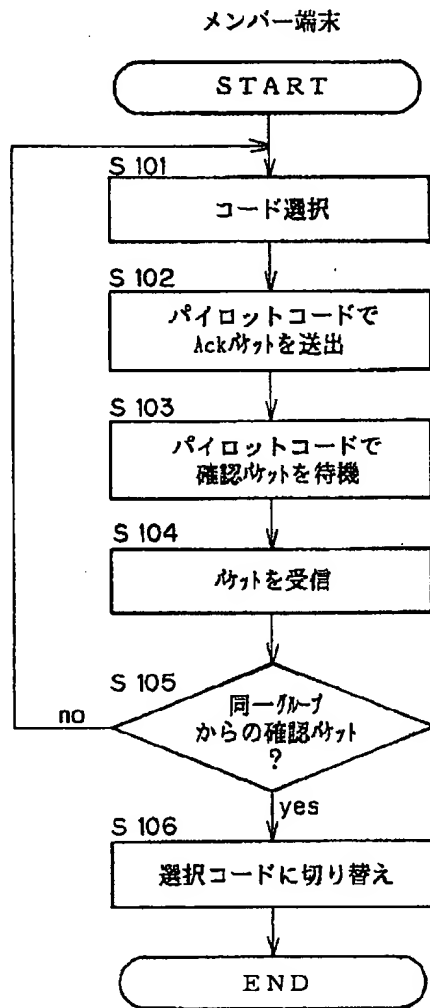 メンバー端末
START
S 101
コード選択
S 102
パイロットコードで
Ackパケットを送出
S 103
パイロットコードで
確認パケットを待機
S 104
パケットを受信
S 105
no
同一グループ
からの確認パケット
?
yes
S 106
選択コードに切り替え
END